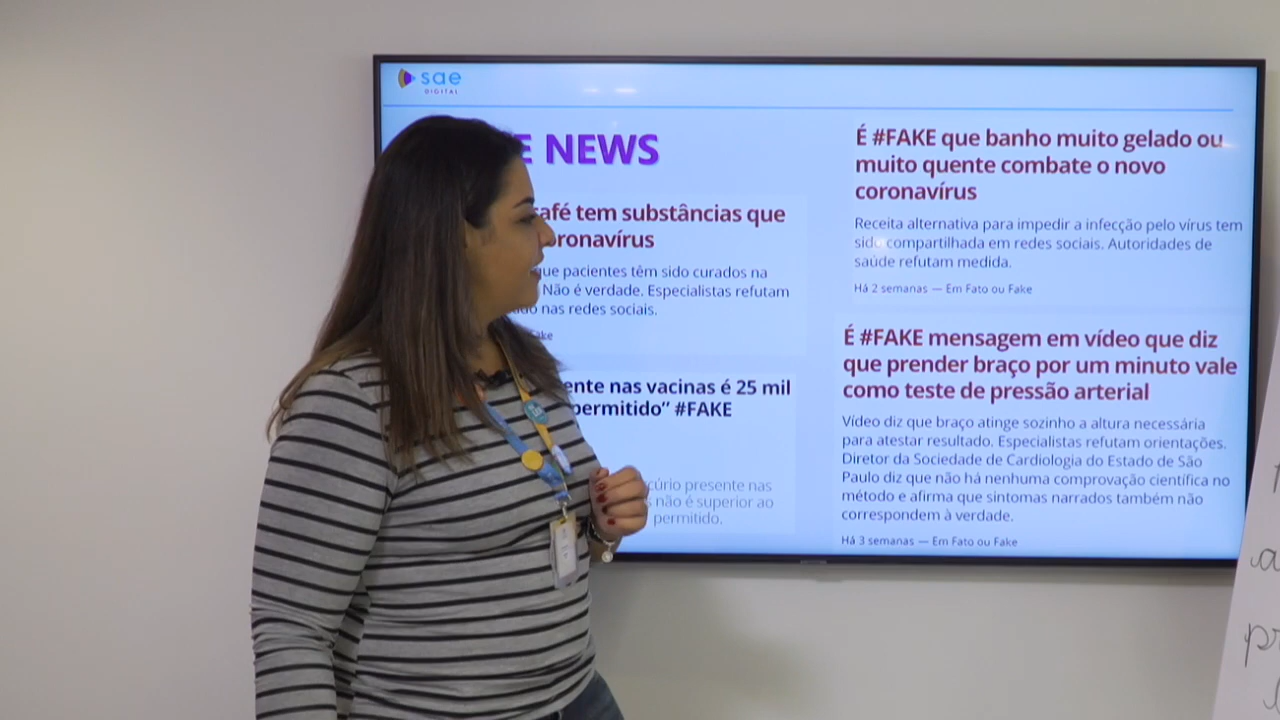 sae
DIGITAL
NEWS
café tem substâncias que
pacientes têm sido curados na
Não é verdade. Especialistas refutam
nas redes sociais.
nas vacinas é 25 mil
permitido” #FAKE
presente nas
não é superior ao
permitido.
É #FAKE que banho muito gelado ou
muito quente combate o novo
coronavírus
Receita alternativa para impedir a infecção pelo vírus tem
sido compartilhada em redes sociais. Autoridades de
saúde refutam medida.
Há 2 semanas — Em Fato ou Fake
É #FAKE mensagem em vídeo que diz
que prender braço por um minuto vale
como teste de pressão arterial
Vídeo diz que braço atinge sozinho a altura necessária
para atestar resultado. Especialistas refutam orientações.
Diretor da Sociedade de Cardiologia do Estado de São
Paulo diz que não há nenhuma comprovação científica no
método e afirma que sintomas narrados também não
correspondem à verdade.
Há 3 semanas — Em Fato ou Fake